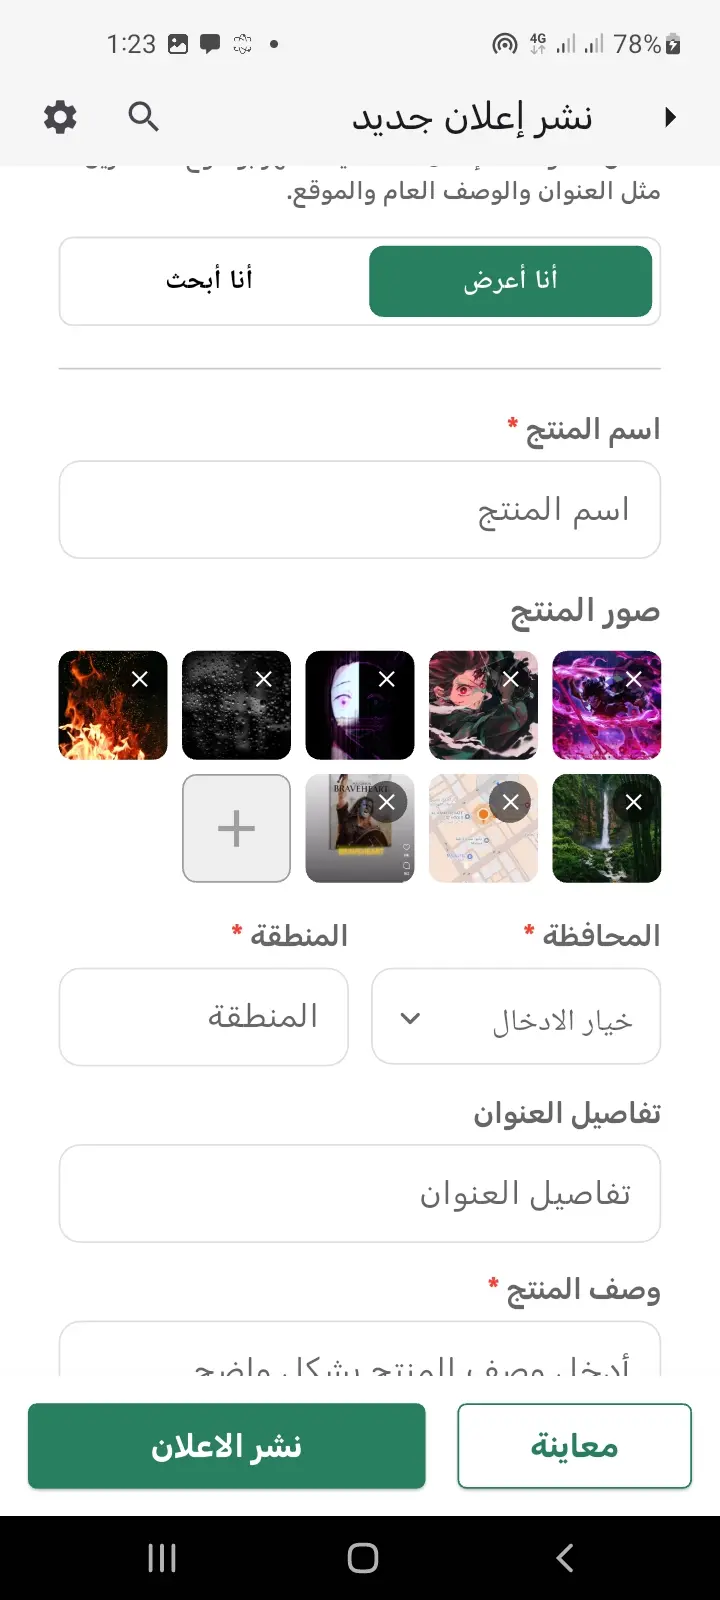 1:23
4G 78%
نشر إعلان جديد
مثل العنوان والوصف العام والموقع.
أنا أعرض
أنا أبحث
اسم المنتج *
اسم المنتج
صور المنتج
BRAVEHEART
المحافظة *
المنطقة *
خيار الادخال
المنطقة
تفاصيل العنوان
تفاصيل العنوان
وصف المنتج *
أدخل وصف المنتج بشكل واضح
معاينة
نشر الاعلان